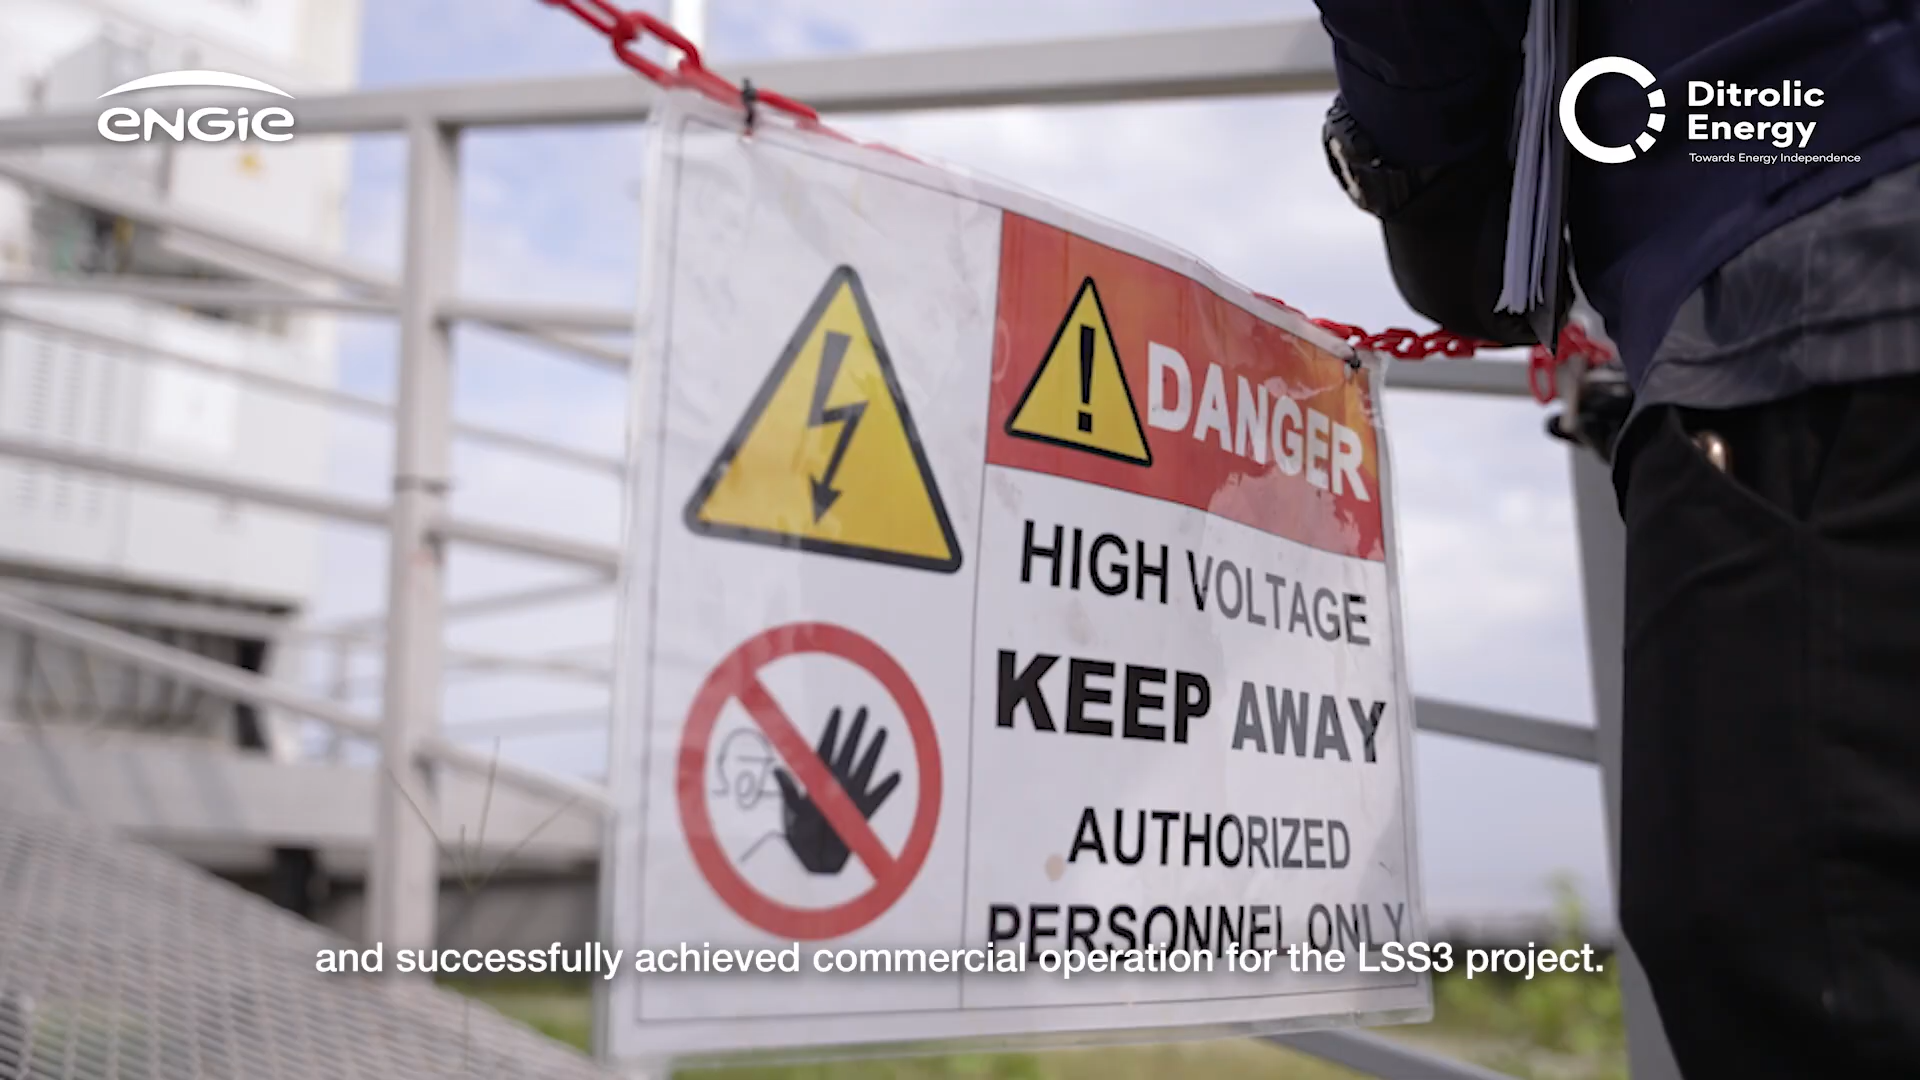 ENGIE
Ditrolic
Energy
Towards Energy Independence
DANGER
HIGH VOLTAGE
KEEP AWAY
AUTHORIZED
PERSONNEL ONLY
and successfully achieved commercial operation for the LSS3 project.